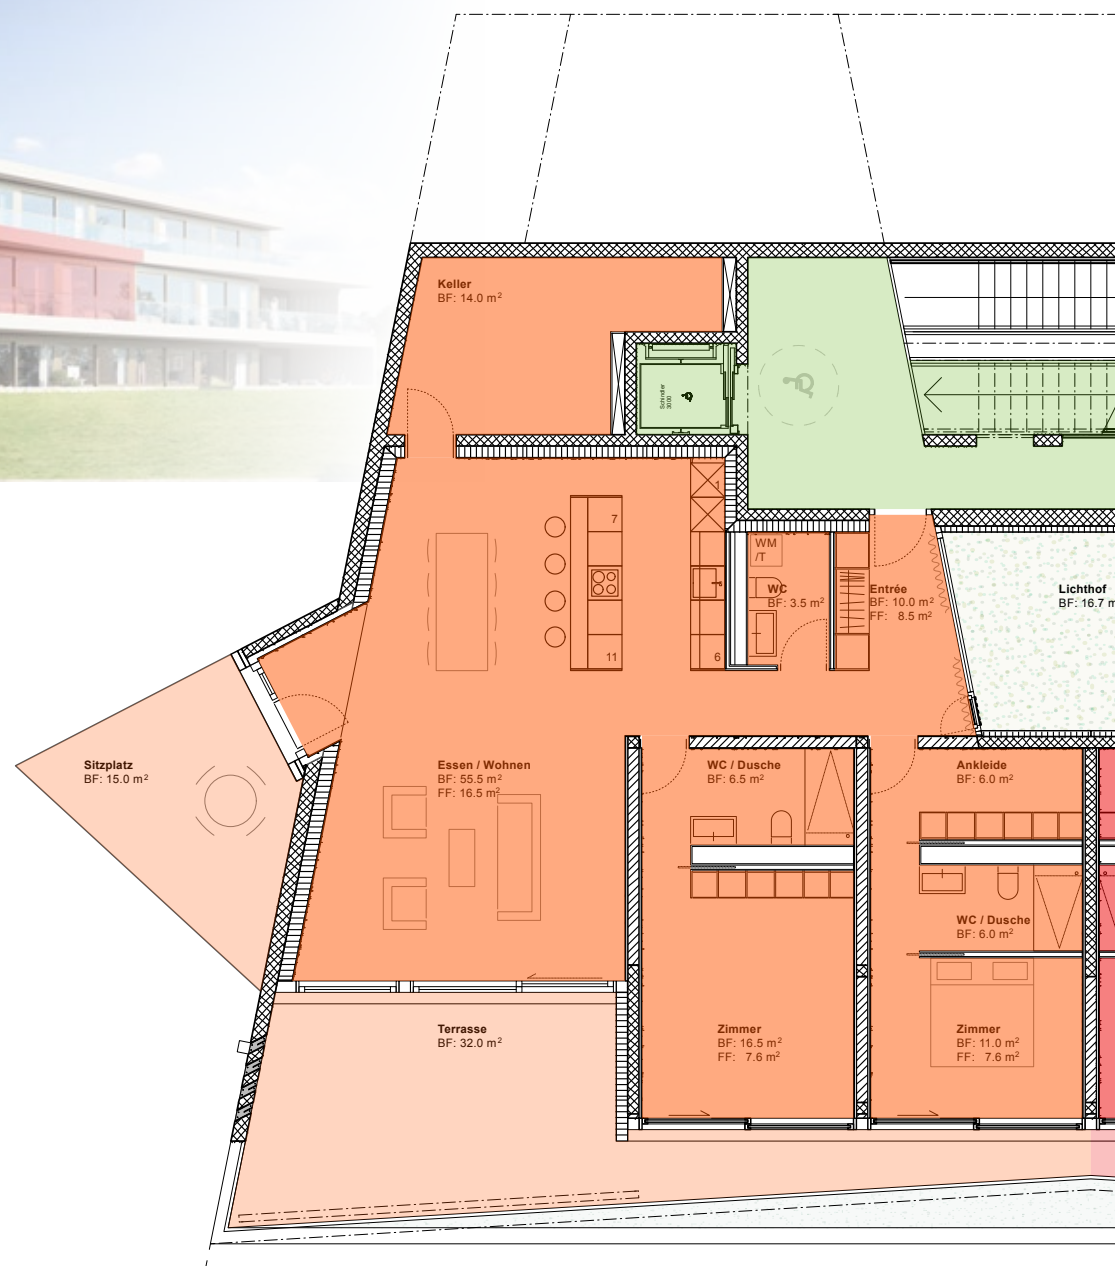 Keller
BF: 14.0 m²
Schindler
3000
1
7
WM
/T
WC
BF: 3.5 m²
Entrée
BF: 10.0 m²
FF: 8.5 m²
Lichthof
BF: 16.7 m
11
6
Sitzplatz
BF: 15.0 m²
Essen / Wohnen
BF: 55.5 m²
FF: 16.5 m²
WC / Dusche
BF: 6.5 m²
Ankleide
BF: 6.0 m²
WC / Dusche
BF: 6.0 m²
Terrasse
BF: 32.0 m²
Zimmer
BF: 16.5 m²
FF: 7.6 m²
Zimmer
BF: 11.0 m²
FF: 7.6 m²